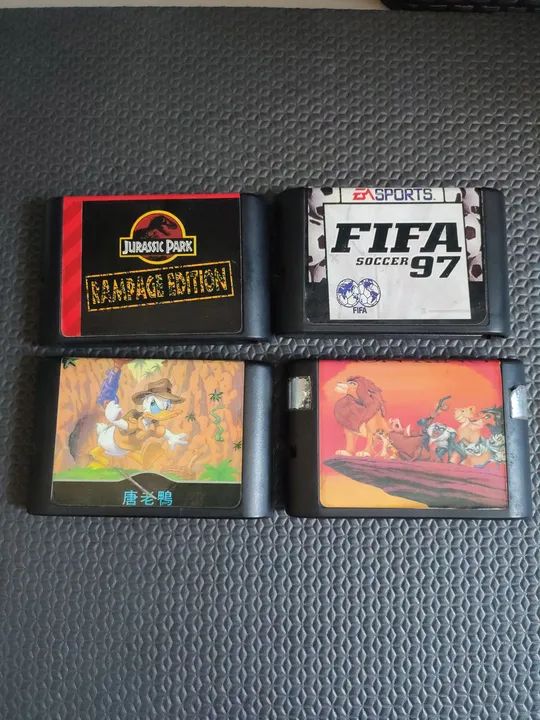 JURASSIC PARK
RAMPAGE EDITION
EA SPORTS
FIFA
SOCCER 97
FIFA
唐老鴨